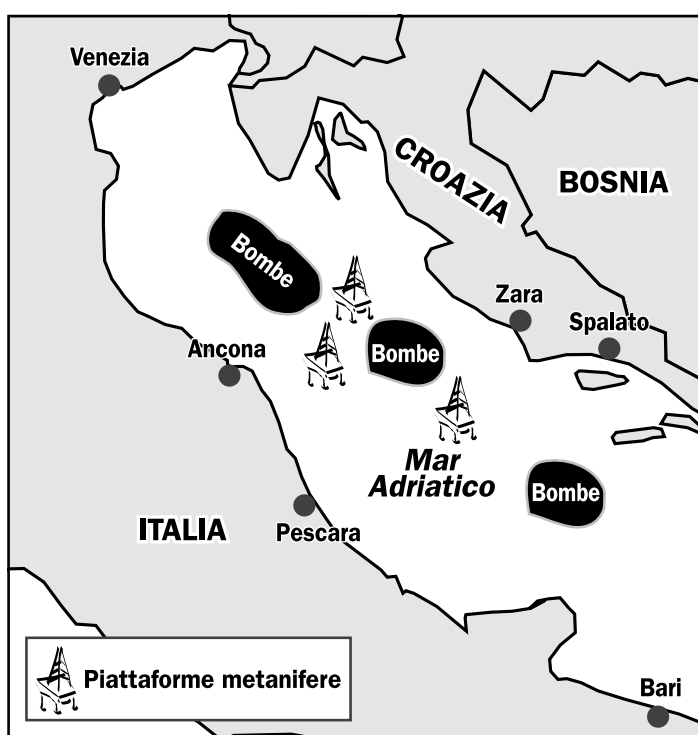 Venezia
CROAZIA
BOSNIA
Bombe
Zara
Spalato
Ancona
Bombe
Mar
Adriatico
Bombe
ITALIA
Pescara
Piattaforme metanifere
Bari